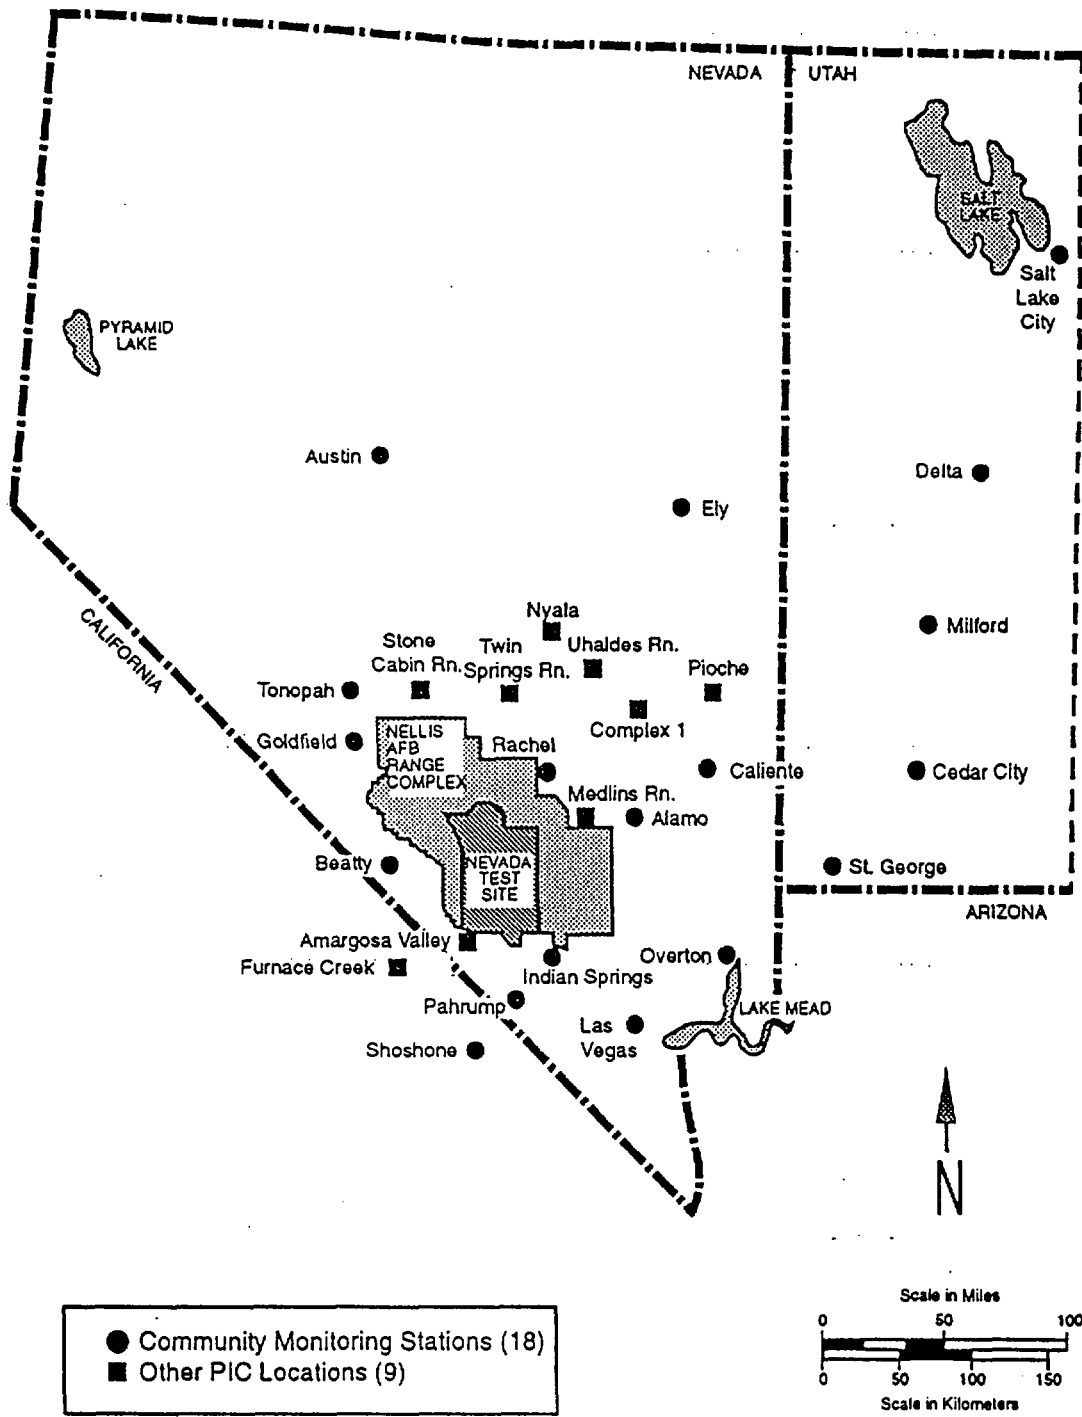 NEVADA
UTAH
SALT
LAKE
Salt
Lake
City
PYRAMID
LAKE
Austin
Delta
Ely
CALIFORNIA
Nyala
Milford
Stone
Cabin Rn.
Twin
Springs Rn.
Uhaldes Rn.
Pioche
Tonopah
Complex 1
Goldfield
NELLIS
AFB
RANGE
COMPLEX
Rachel
Caliente
Cedar City
Medlins Rn.
Alamo
Beatty
NEVADA
TEST
SITE
St. George
ARIZONA
Amargosa Valley
Furnace Creek
Indian Springs
Overton
Pahrump
LAKE MEAD
Las
Vegas
Shoshone
N
Community Monitoring Stations (18)
Other PIC Locations (9)
Scale in Miles
0 50 100
0 50 100 150
Scale in Kilometers